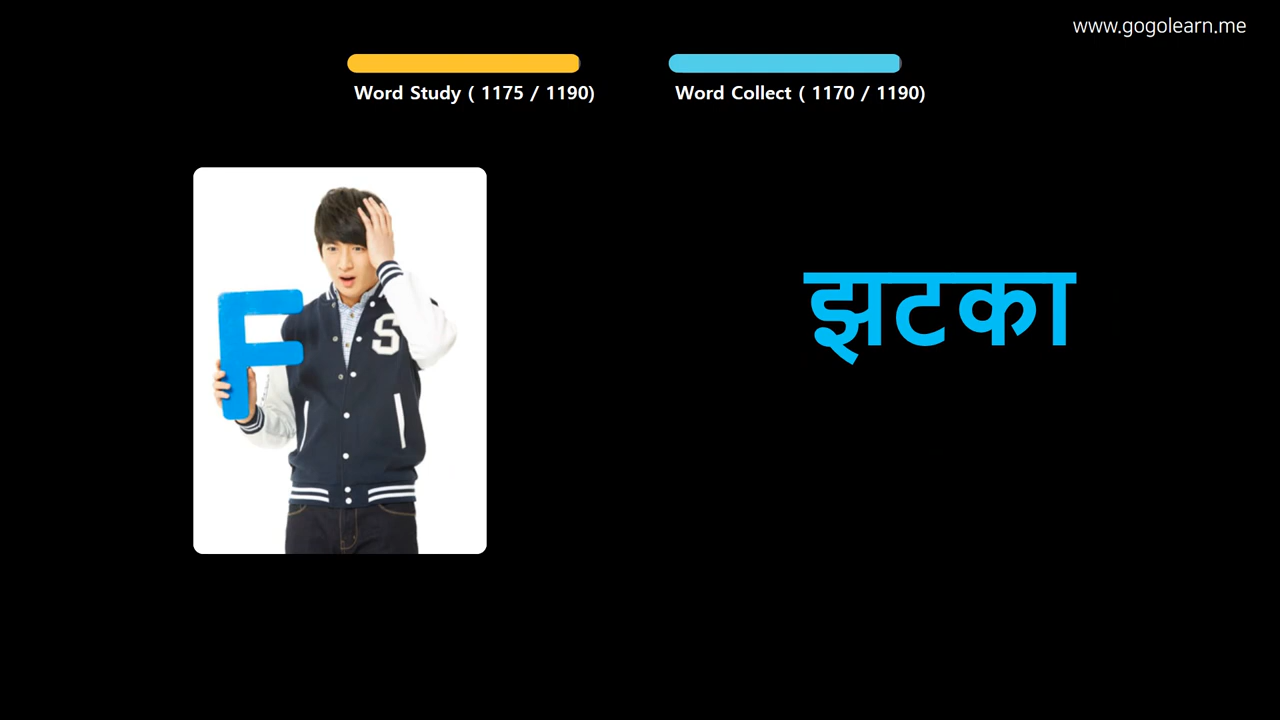 www.gogolearn.me
Word Study ( 1175 / 1190)
Word Collect ( 1170 / 1190)
F
S
झटका